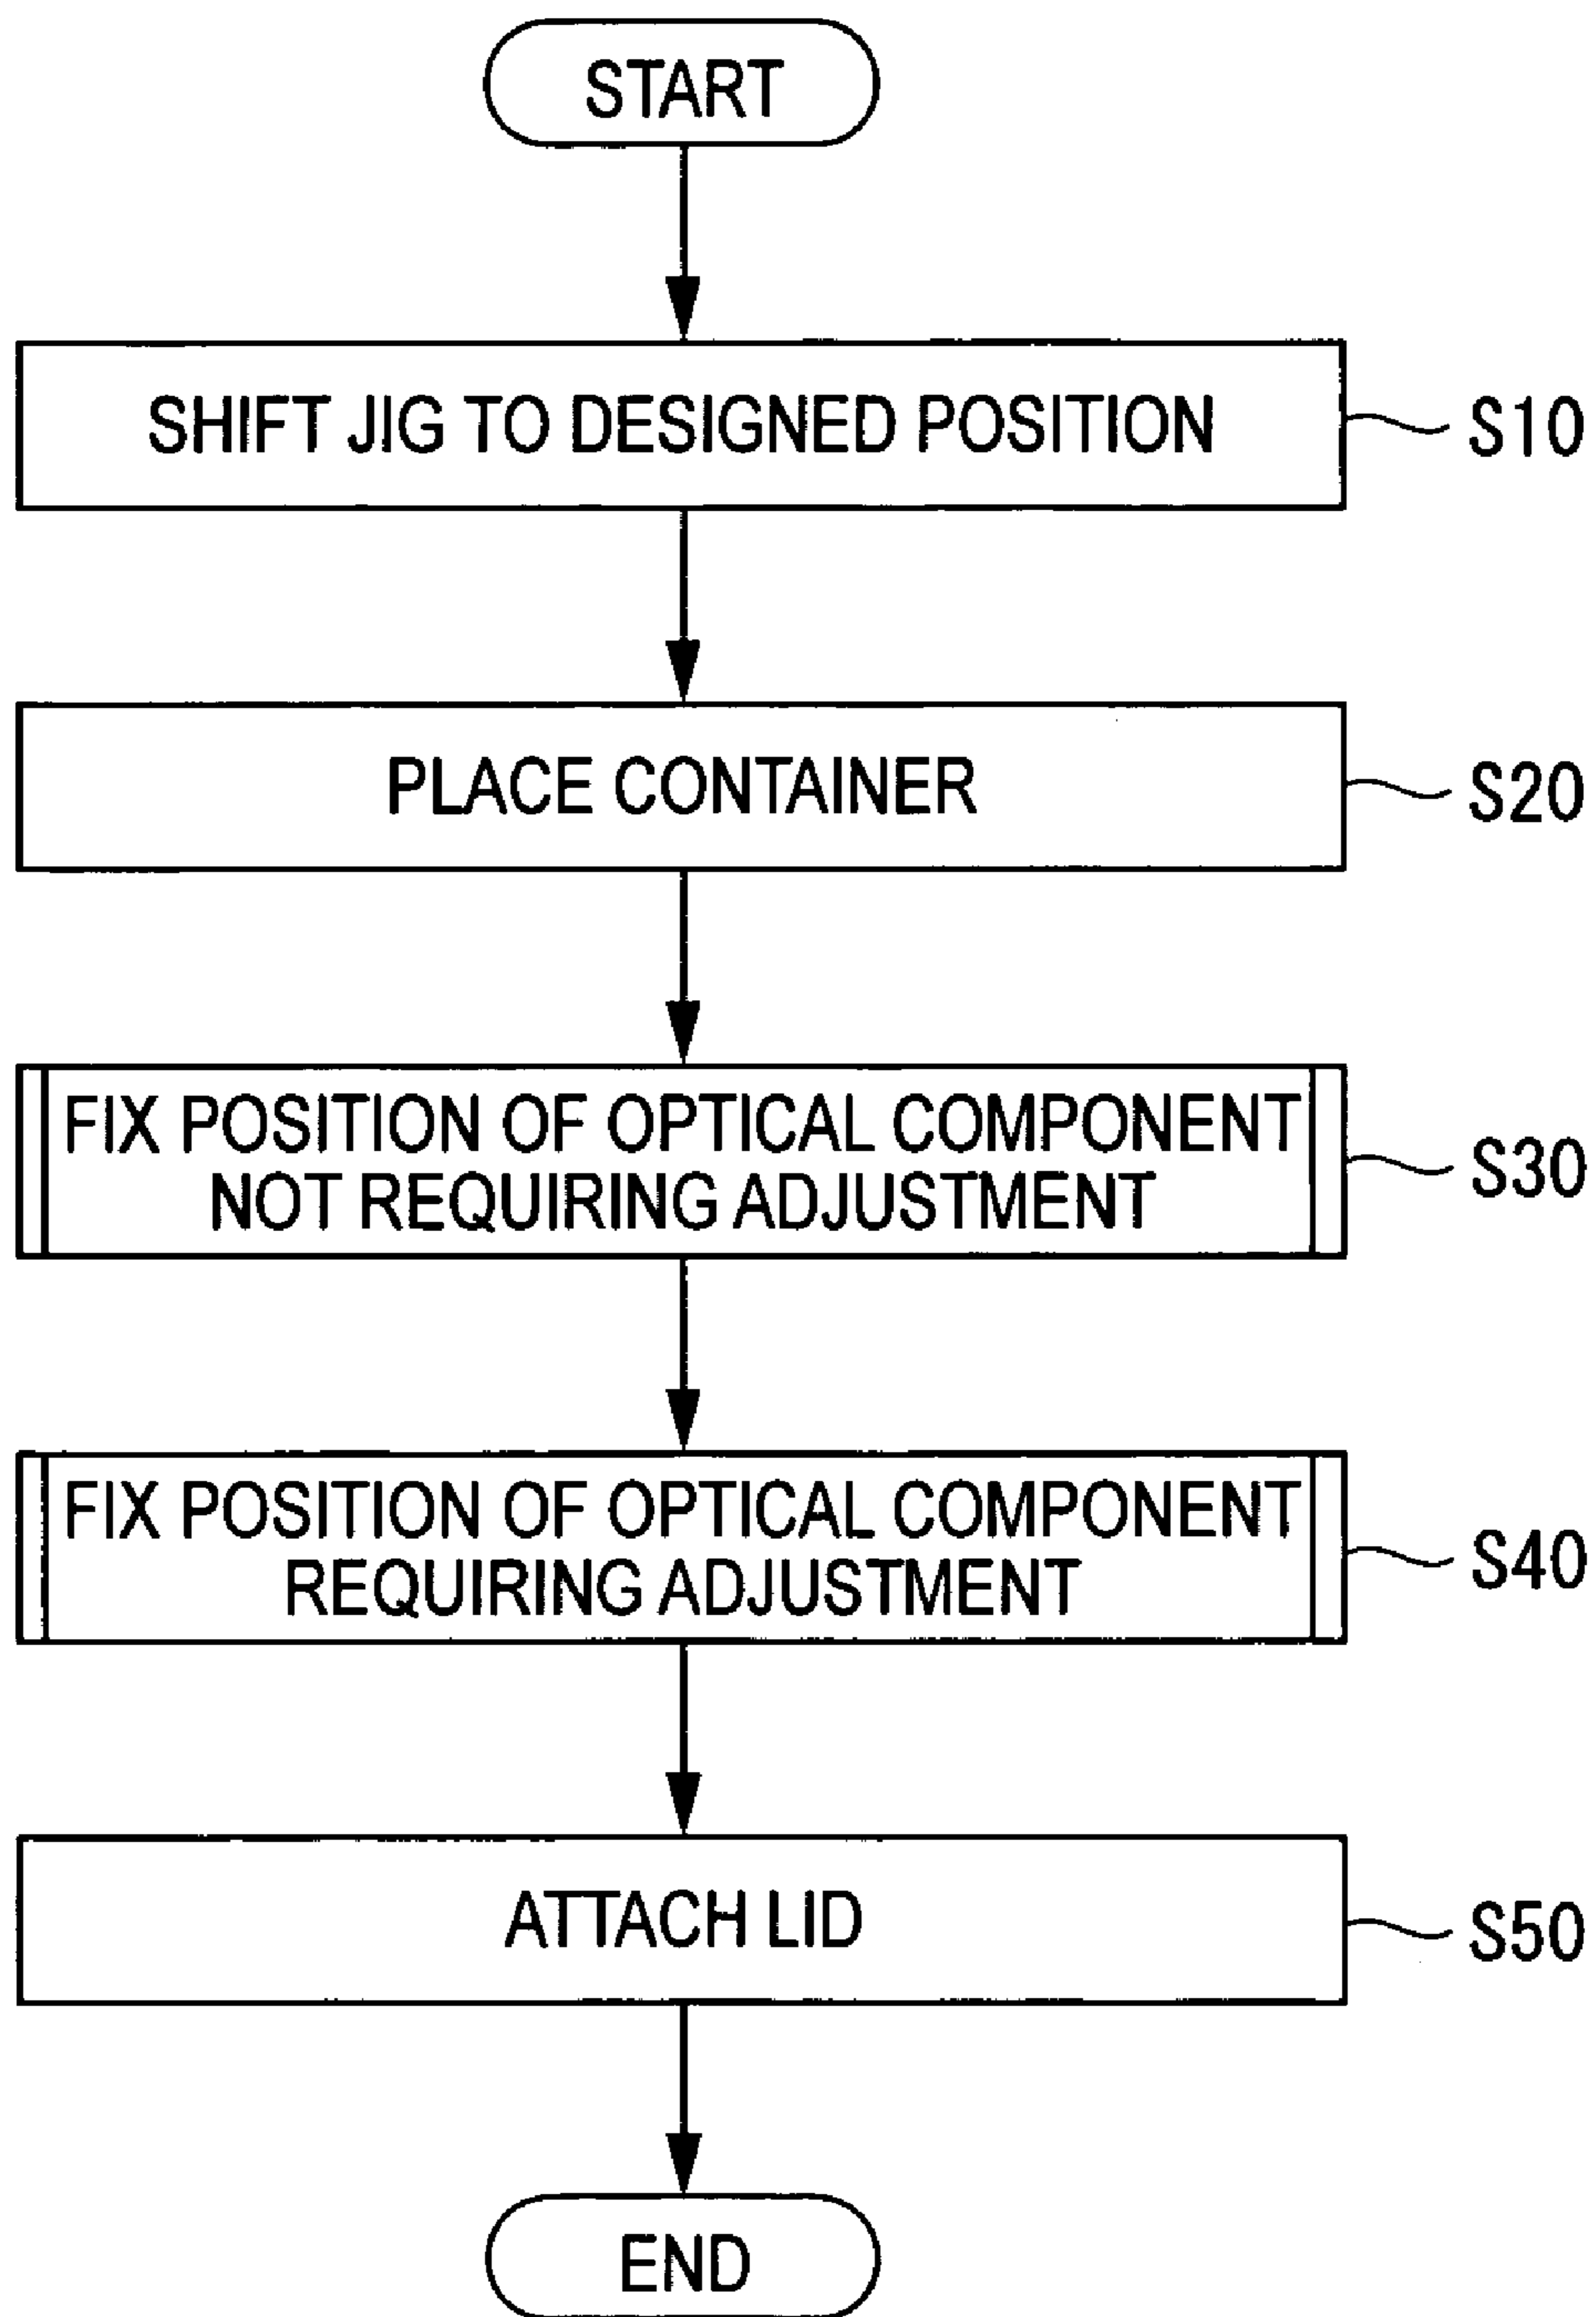 START
SHIFT JIG TO DESIGNED POSITION
S10
PLACE CONTAINER
S20
FIX POSITION OF OPTICAL COMPONENT
NOT REQUIRING ADJUSTMENT
S30
FIX POSITION OF OPTICAL COMPONENT
REQUIRING ADJUSTMENT
S40
ATTACH LID
S50
END